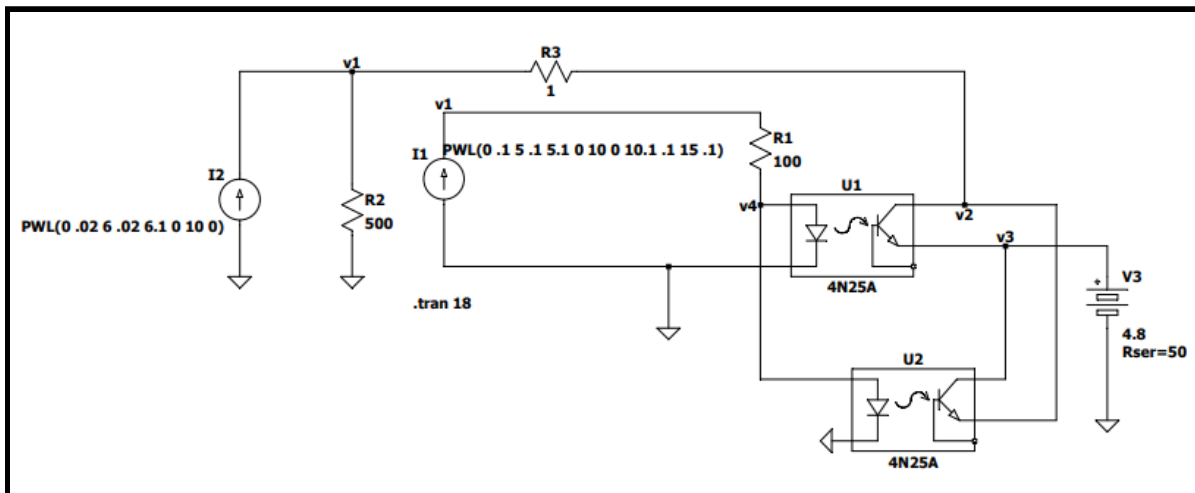 R3
v1
1
v1
R1
I1
PWL(0 .1 5 .1 5.1 0 10 0 10.1 .1 15 .1)
100
I2
U1
R2
v4
v2
500
PWL(0 .02 6 .02 6.1 0 10 0)
v3
V3
4N25A
.tran 18
4.8
Rser=50
U2
4N25A